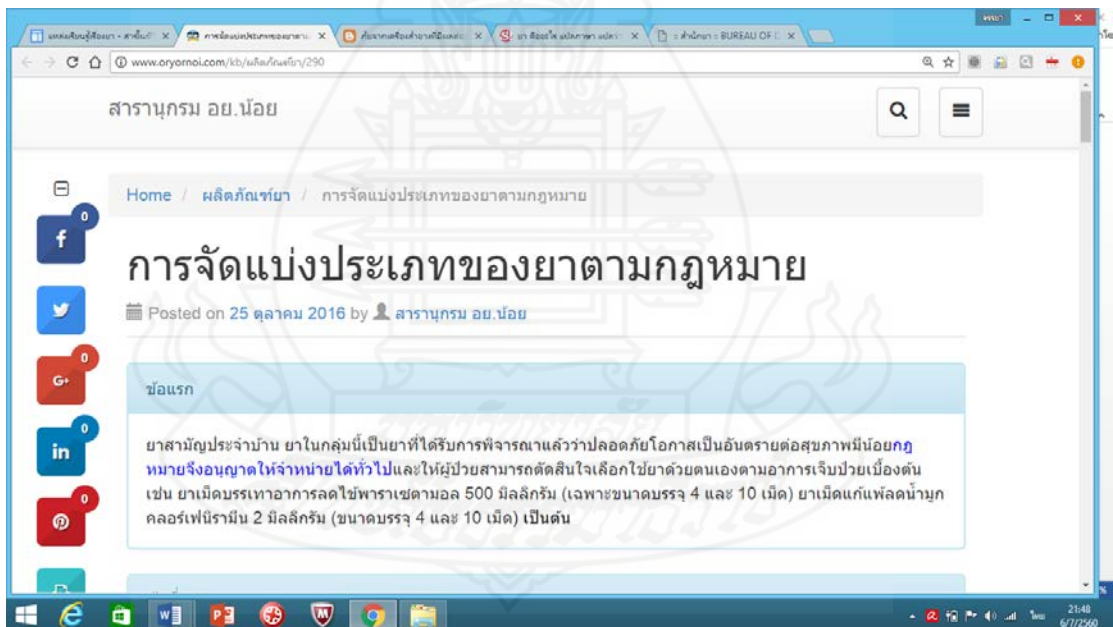 www.oryornoi.com/kb/ผลิตภัณฑ์ยา/290
สารานุกรม อย.น้อย
Home / ผลิตภัณฑ์ยา / การจัดแบ่งประเภทของยาตามกฎหมาย
0
f
การจัดแบ่งประเภทของยาตามกฎหมาย
Posted on 25 ตุลาคม 2016 by สารานุกรม อย.น้อย
0
G+
ข้อแรก
0
in
ยาสามัญประจำบ้าน ยาในกลุ่มนี้เป็นยาที่ได้รับการพิจารณาแล้วว่าปลอดภัยโอกาสเป็นอันตรายต่อสุขภาพมีน้อยกฎ
หมายจึงอนุญาตให้จำหน่ายได้ทั่วไปและให้ผู้ป่วยสามารถตัดสินใจเลือกใช้ยาด้วยตนเองตามอาการเจ็บป่วยเบื้องต้น
เช่น ยาเม็ดบรรเทาอาการลดไข้พาราเซตามอล 500 มิลลิกรัม (เฉพาะขนาดบรรจุ 4 และ 10 เม็ด) ยาเม็ดแก้แพ้ลดน้ำมูก
คลอร์เฟนิรามีน 2 มิลลิกรัม (ขนาดบรรจุ 4 และ 10 เม็ด) เป็นต้น
0
21:48
6/7/2560